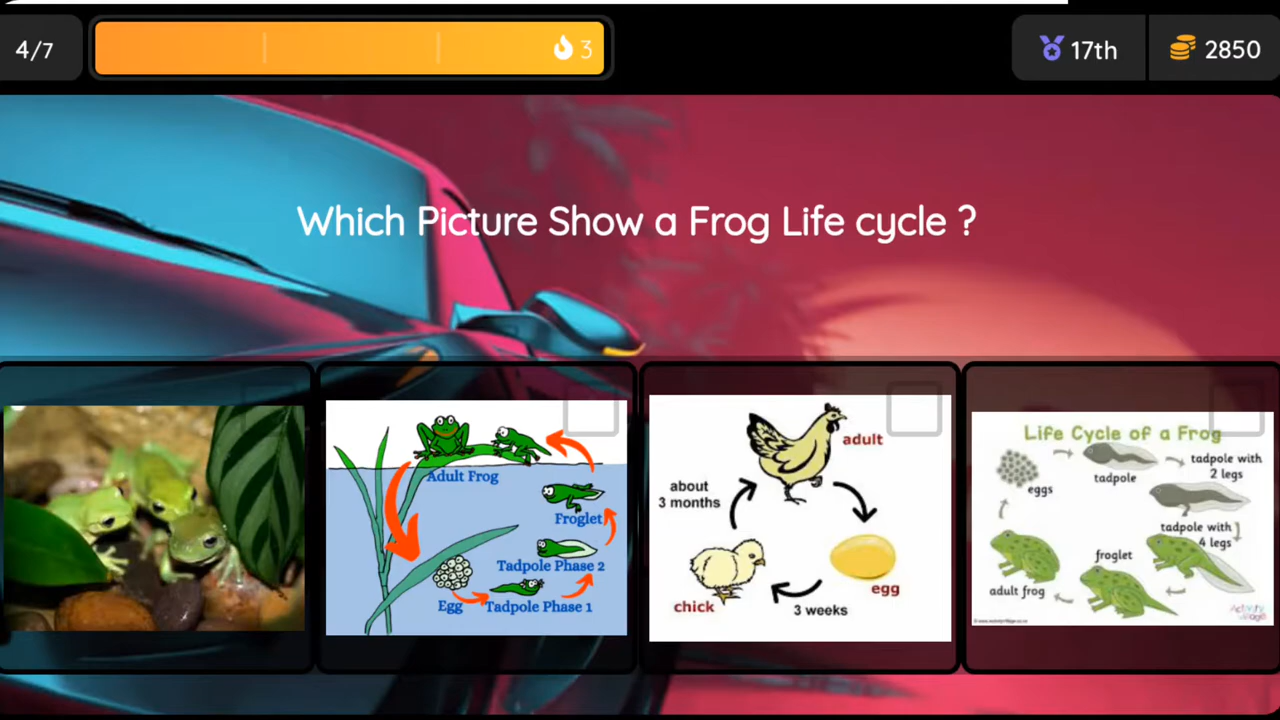 4/7
3
17th
2850
Which Picture Show a Frog Life cycle ?
Adult Frog
Froglet
Tadpole Phase 2
Egg
Tadpole Phase 1
adult
about
3 months
egg
chick
3 weeks
Life Cycle of a Frog
eggs
tadpole
tadpole with
2 legs
tadpole with
4 legs
froglet
adult frog
Activity
Village